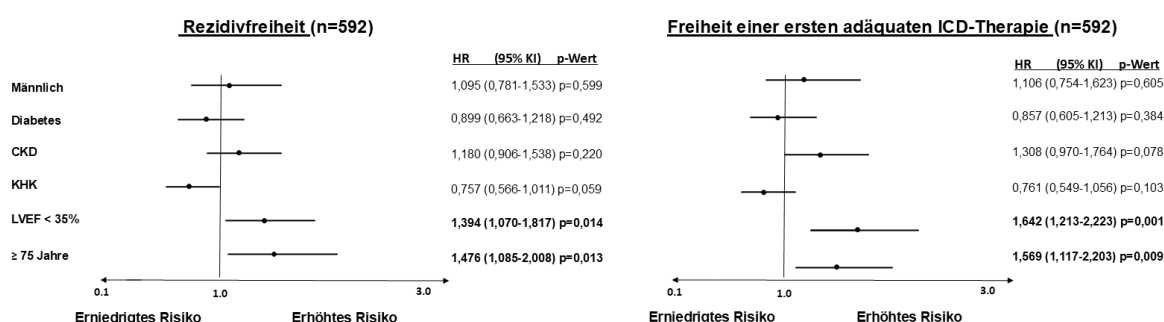 Rezidivfreiheit (n=592)
HR (95% KI) p-Wert
Männlich 1,095 (0,781-1,533) p=0,599
Diabetes 0,899 (0,663-1,218) p=0,492
CKD 1,180 (0,906-1,538) p=0,220
KHK 0,757 (0,566-1,011) p=0,059
LVEF < 35% 1,394 (1,070-1,817) p=0,014
≥ 75 Jahre 1,476 (1,085-2,008) p=0,013
0.1 1.0 3.0
Erniedrigtes Risiko Erhöhtes Risiko
Freiheit einer ersten adäquaten ICD-Therapie (n=592)
HR (95% KI) p-Wert
1,106 (0,754-1,623) p=0,605
0,857 (0,605-1,213) p=0,384
1,308 (0,970-1,764) p=0,078
0,761 (0,549-1,056) p=0,103
1,642 (1,213-2,223) p=0,001
1,569 (1,117-2,203) p=0,009
0.1 1.0 3.0
Erniedrigtes Risiko Erhöhtes Risiko